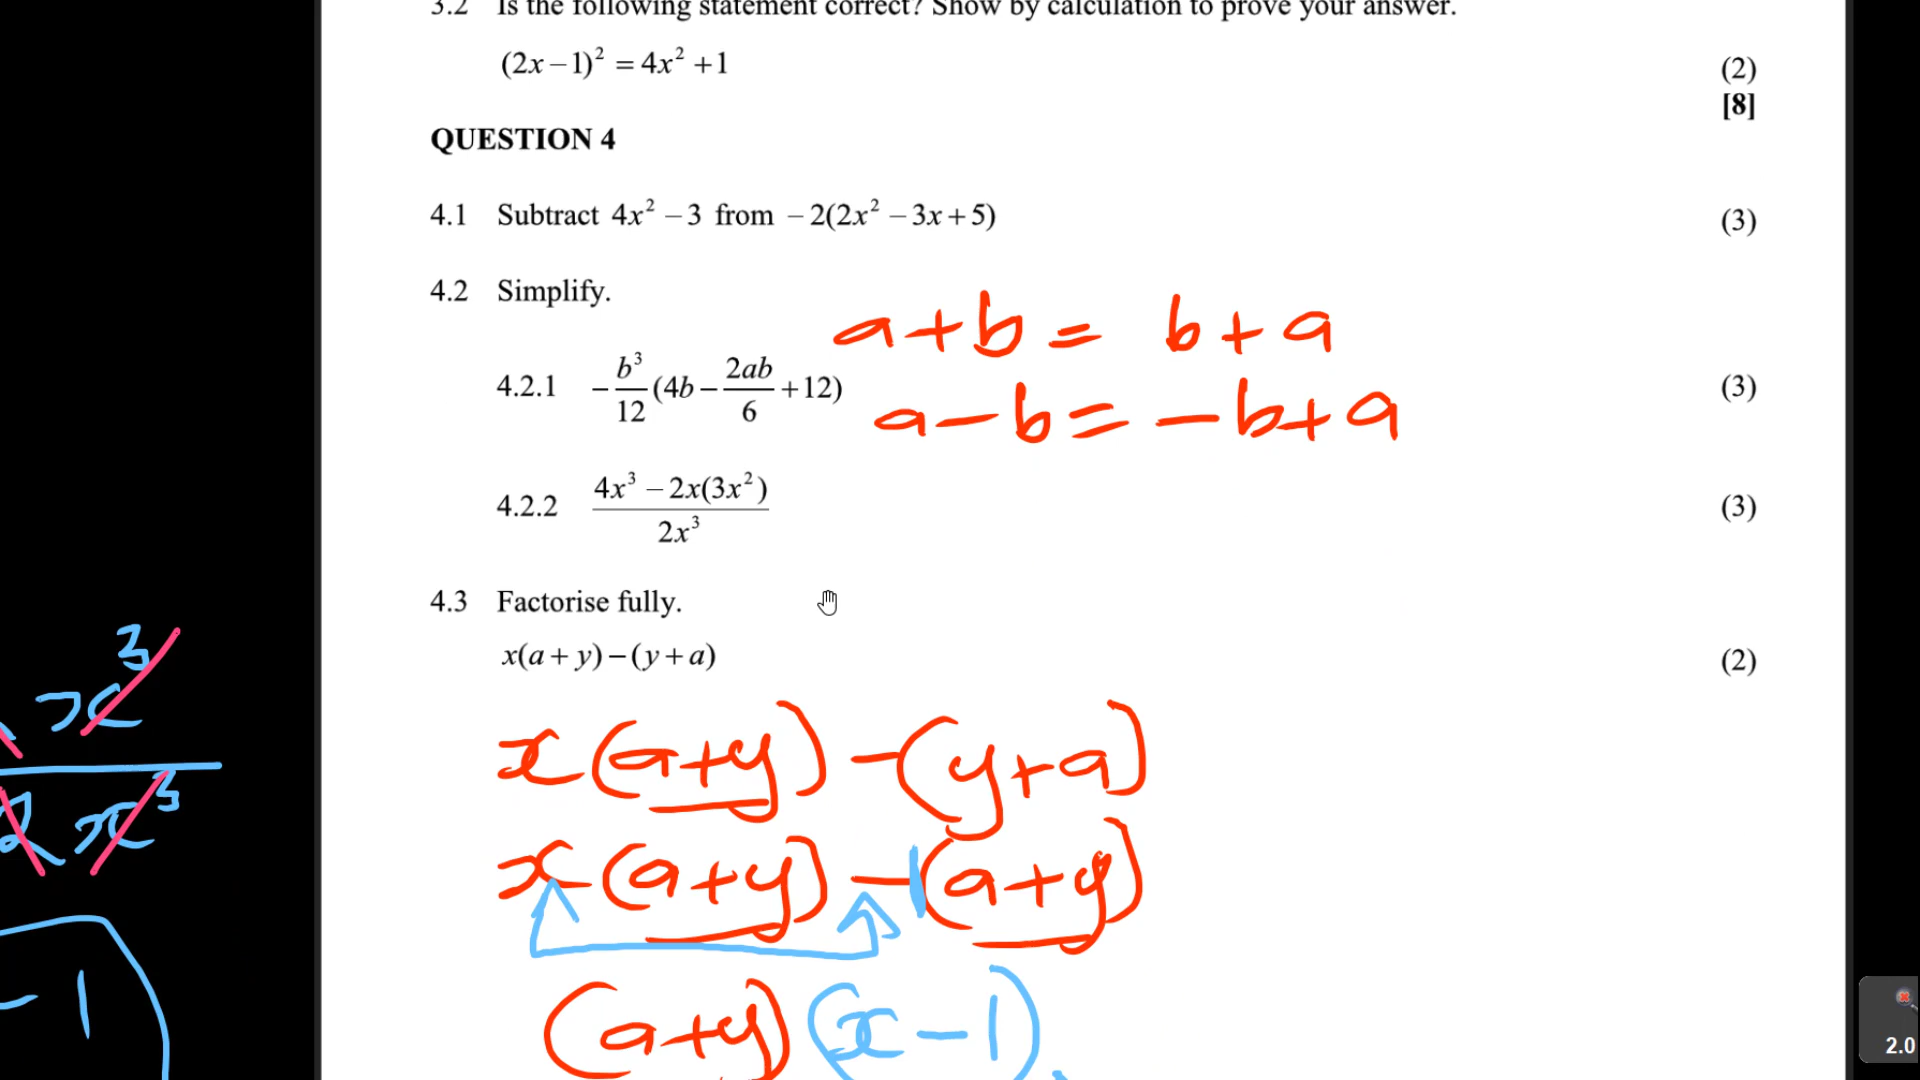 3.2 Is the following statement correct? Show by calculation to prove your answer.
(2x – 1)² = 4x² + 1 (2)
[8]
QUESTION 4
4.1 Subtract 4x² – 3 from – 2(2x² – 3x + 5) (3)
4.2 Simplify.
a + b = b + a
4.2.1 – b³/12 (4b – 2ab/6 + 12) (3)
a – b = – b + a
4.2.2 (4x³ – 2x(3x²))/(2x³) (3)
4.3 Factorise fully.
x(a + y) – (y + a) (2)
x³
2x³
x(a+y) – (y+a)
x(a+y) – 1(a+y)
– 1
(a+y)(x – 1)
2.0